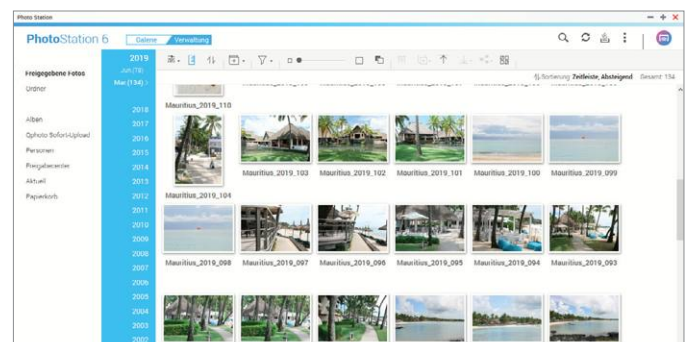 Photo Station
PhotoStation 6
Galerie
Verwaltung
Freigegebene Fotos
Ordner
Alben
Qphoto Sofort-Upload
Personen
Freigabecenter
Aktuell
Papierkorb
2019
Jun (78)
Mai (134) >
2018
2017
2016
2015
2014
2013
2012
2011
2010
2009
2008
2007
2006
2005
2004
2003
2002
Sortierung: Zeitleiste, Absteigend Gesamt: 134
Mauritius_2019_110
Mauritius_2019_104
Mauritius_2019_103
Mauritius_2019_102
Mauritius_2019_101
Mauritius_2019_100
Mauritius_2019_099
Mauritius_2019_098
Mauritius_2019_097
Mauritius_2019_096
Mauritius_2019_095
Mauritius_2019_094
Mauritius_2019_093